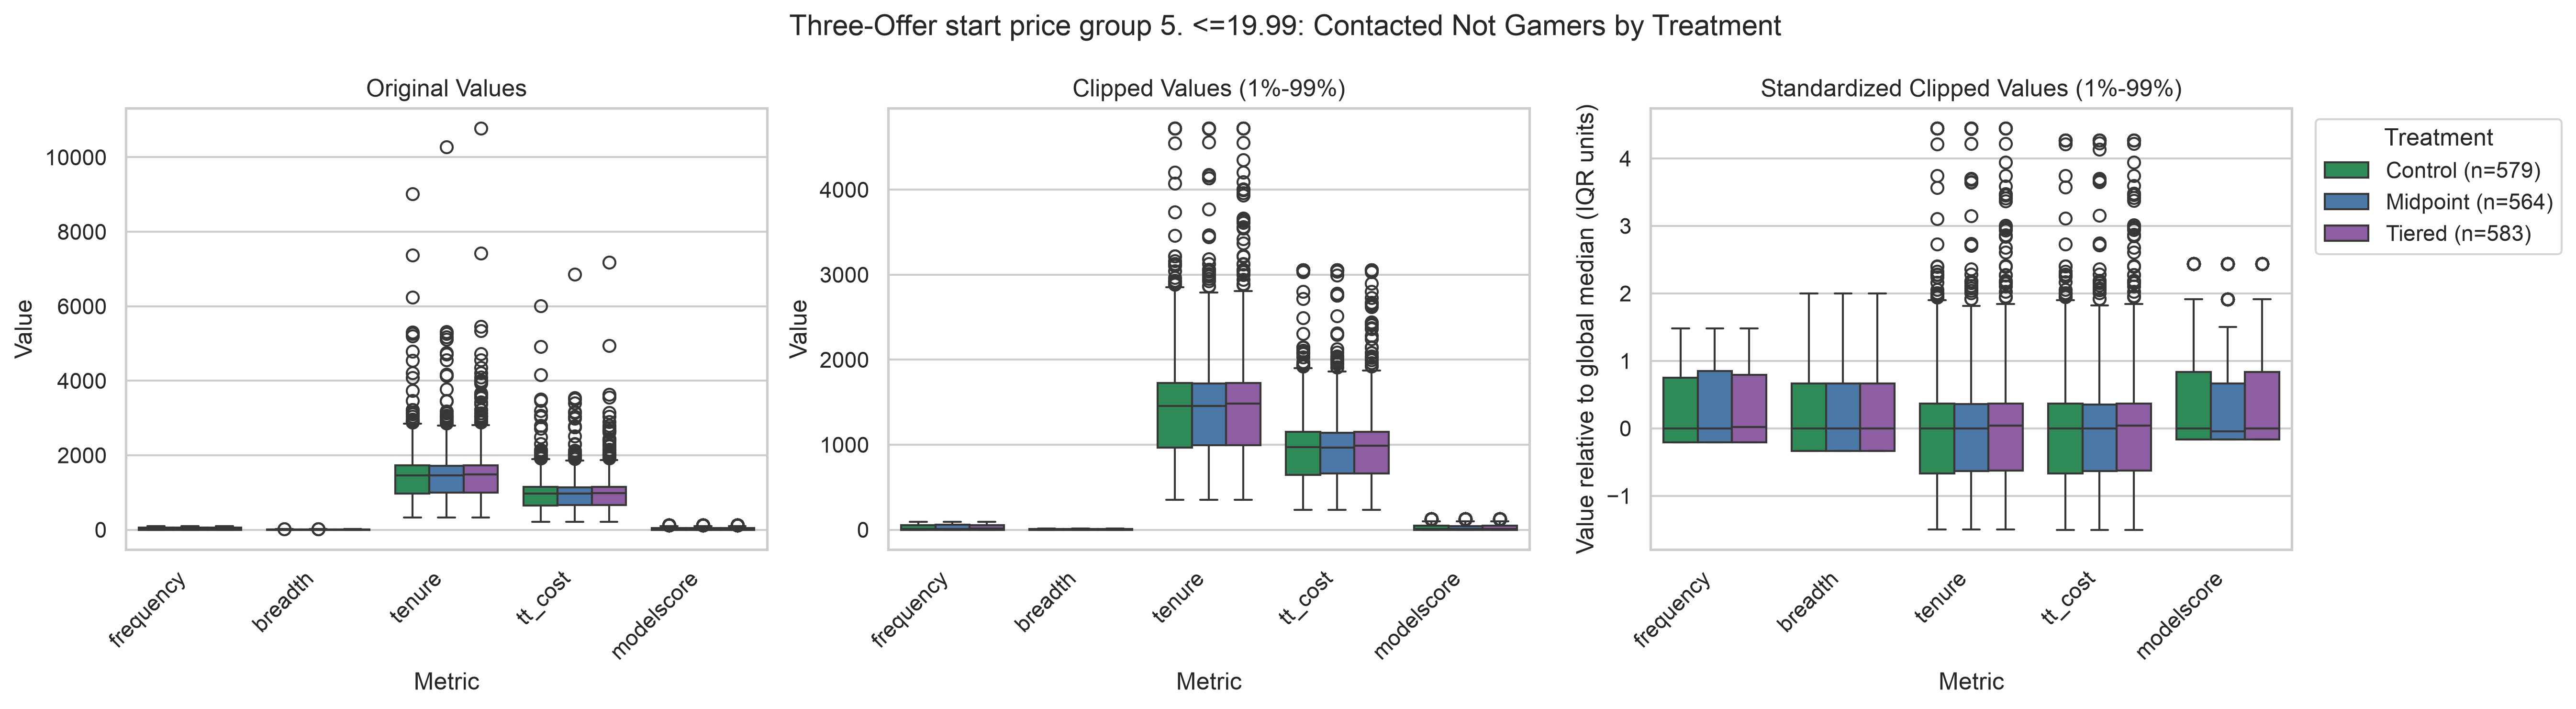 Three-Offer start price group 5. <=19.99: Contacted Not Gamers by Treatment
Original Values
Value
10000
8000
6000
4000
2000
0
frequency
breadth
tenure
tt_cost
modelscore
Metric
Clipped Values (1%-99%)
Value
4000
3000
2000
1000
0
frequency
breadth
tenure
tt_cost
modelscore
Metric
Standardized Clipped Values (1%-99%)
Value relative to global median (IQR units)
4
3
2
1
0
−1
frequency
breadth
tenure
tt_cost
modelscore
Metric
Treatment
Control (n=579)
Midpoint (n=564)
Tiered (n=583)